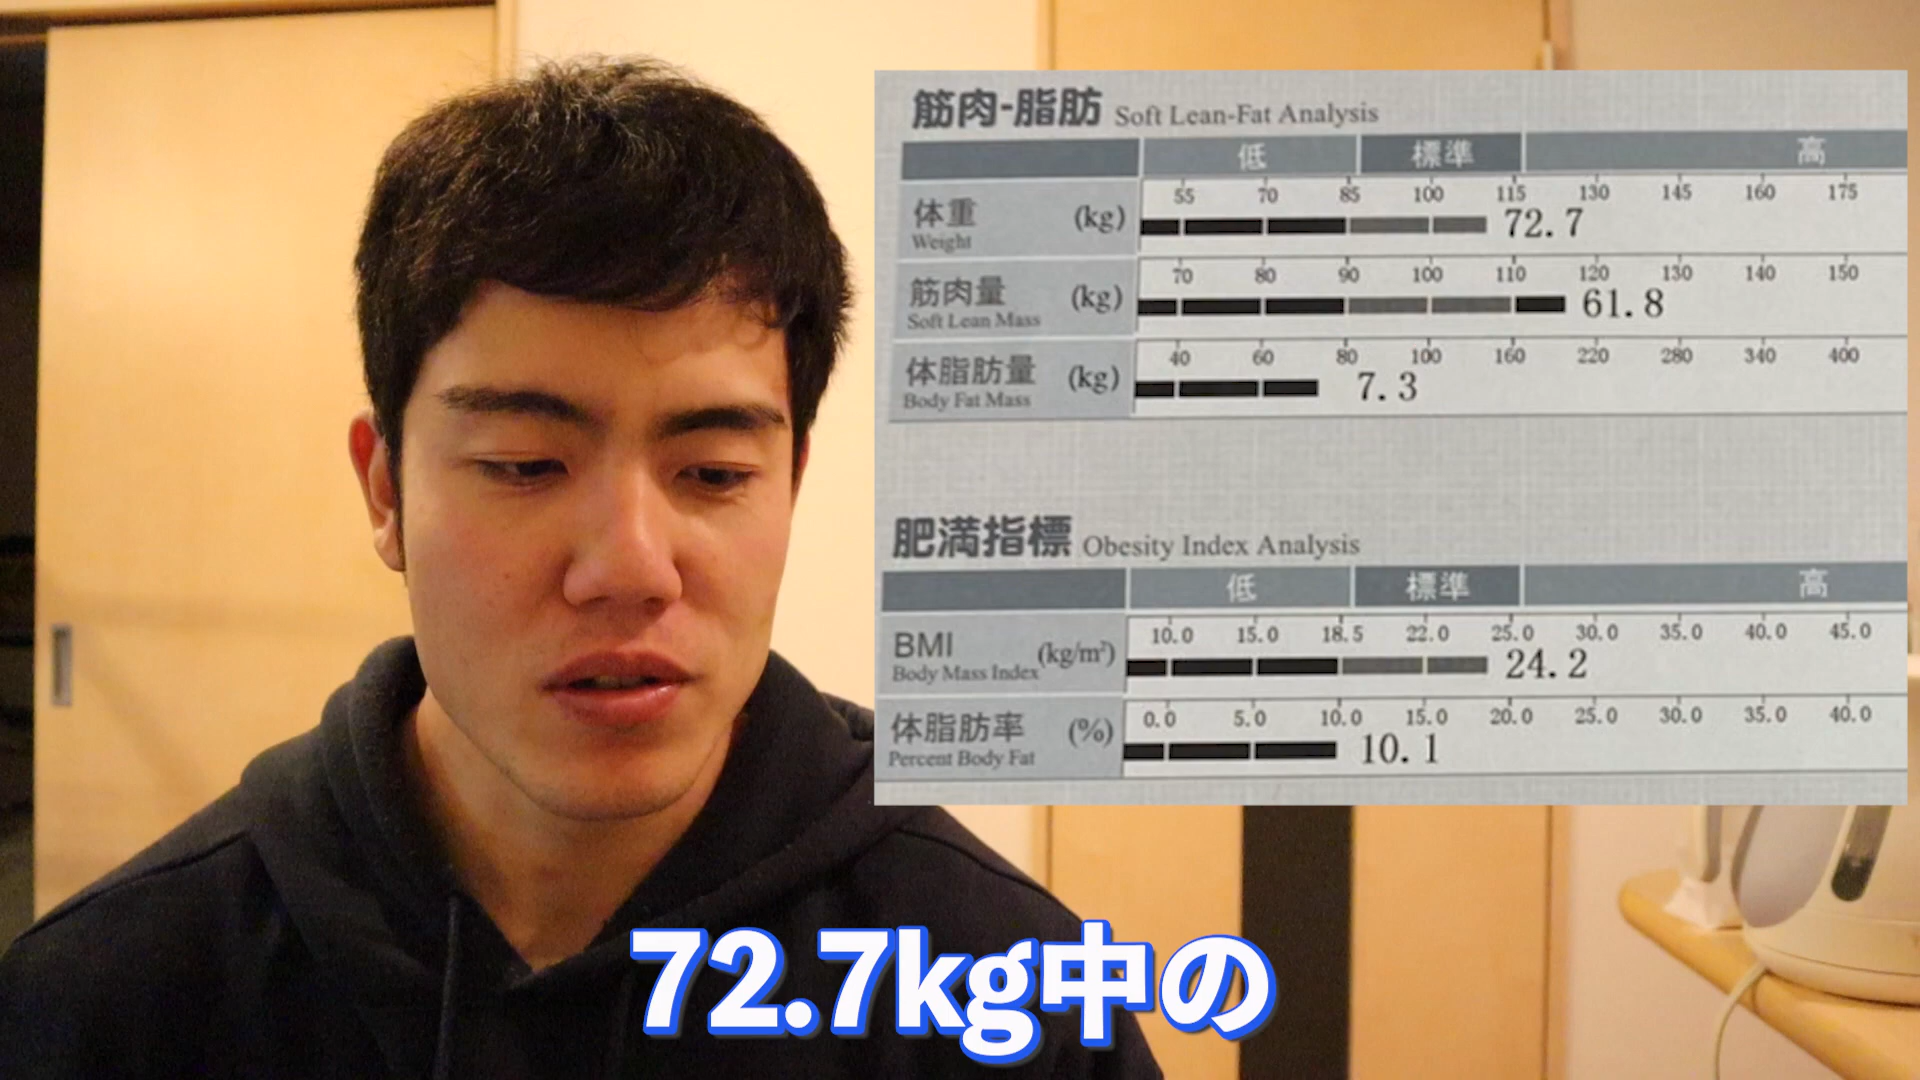 筋肉-脂肪 Soft Lean-Fat Analysis
低 標準 高
体重 (kg) 55 70 85 100 115 130 145 160 175
Weight 72.7
筋肉量 (kg) 70 80 90 100 110 120 130 140 150
Soft Lean Mass 61.8
体脂肪量 (kg) 40 60 80 100 160 220 280 340 400
Body Fat Mass 7.3
肥満指標 Obesity Index Analysis
低 標準 高
BMI (kg/m²) 10.0 15.0 18.5 22.0 25.0 30.0 35.0 40.0 45.0
Body Mass Index 24.2
体脂肪率 (%) 0.0 5.0 10.0 15.0 20.0 25.0 30.0 35.0 40.0
Percent Body Fat 10.1
72.7kg中の